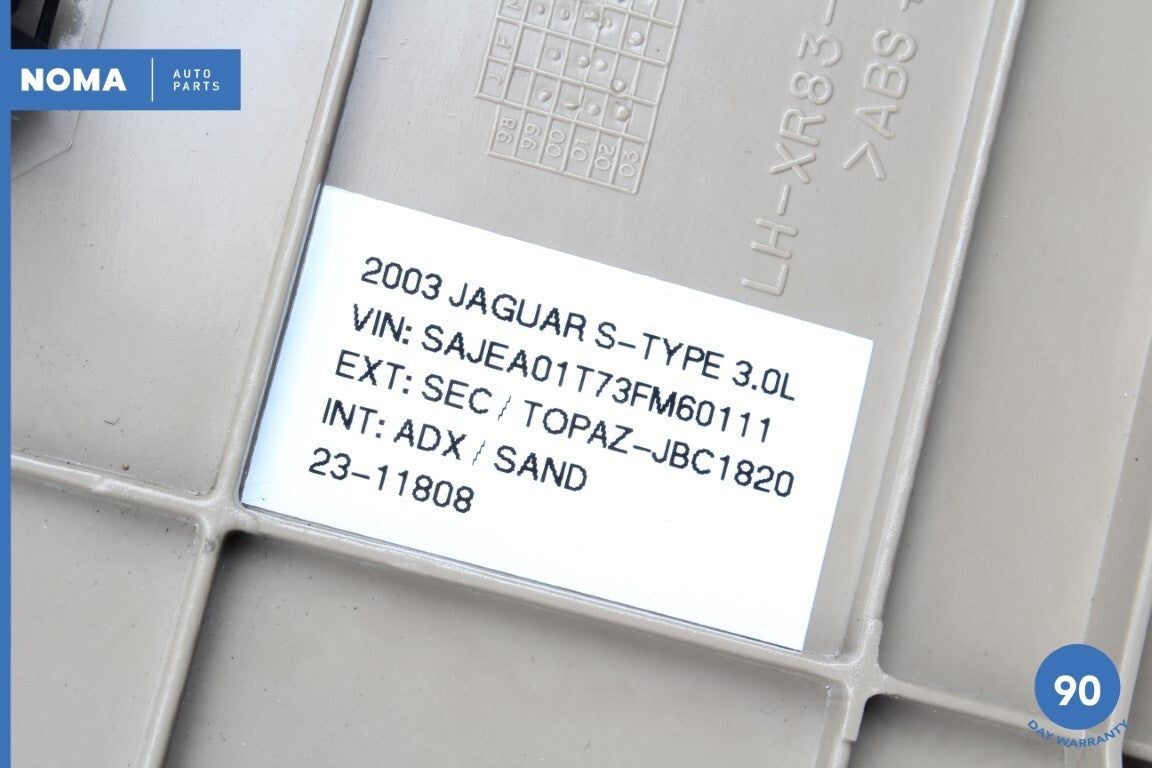 NOMA
AUTO
PARTS
F
J
98
99
00
01
02
03
LH-XR83-
>ABS
2003 JAGUAR S-TYPE 3.0L
VIN: SAJEA01T73FM60111
EXT: SEC / TOPAZ-JBC1820
INT: ADX / SAND
23-11808
90
DAY WARRANTY